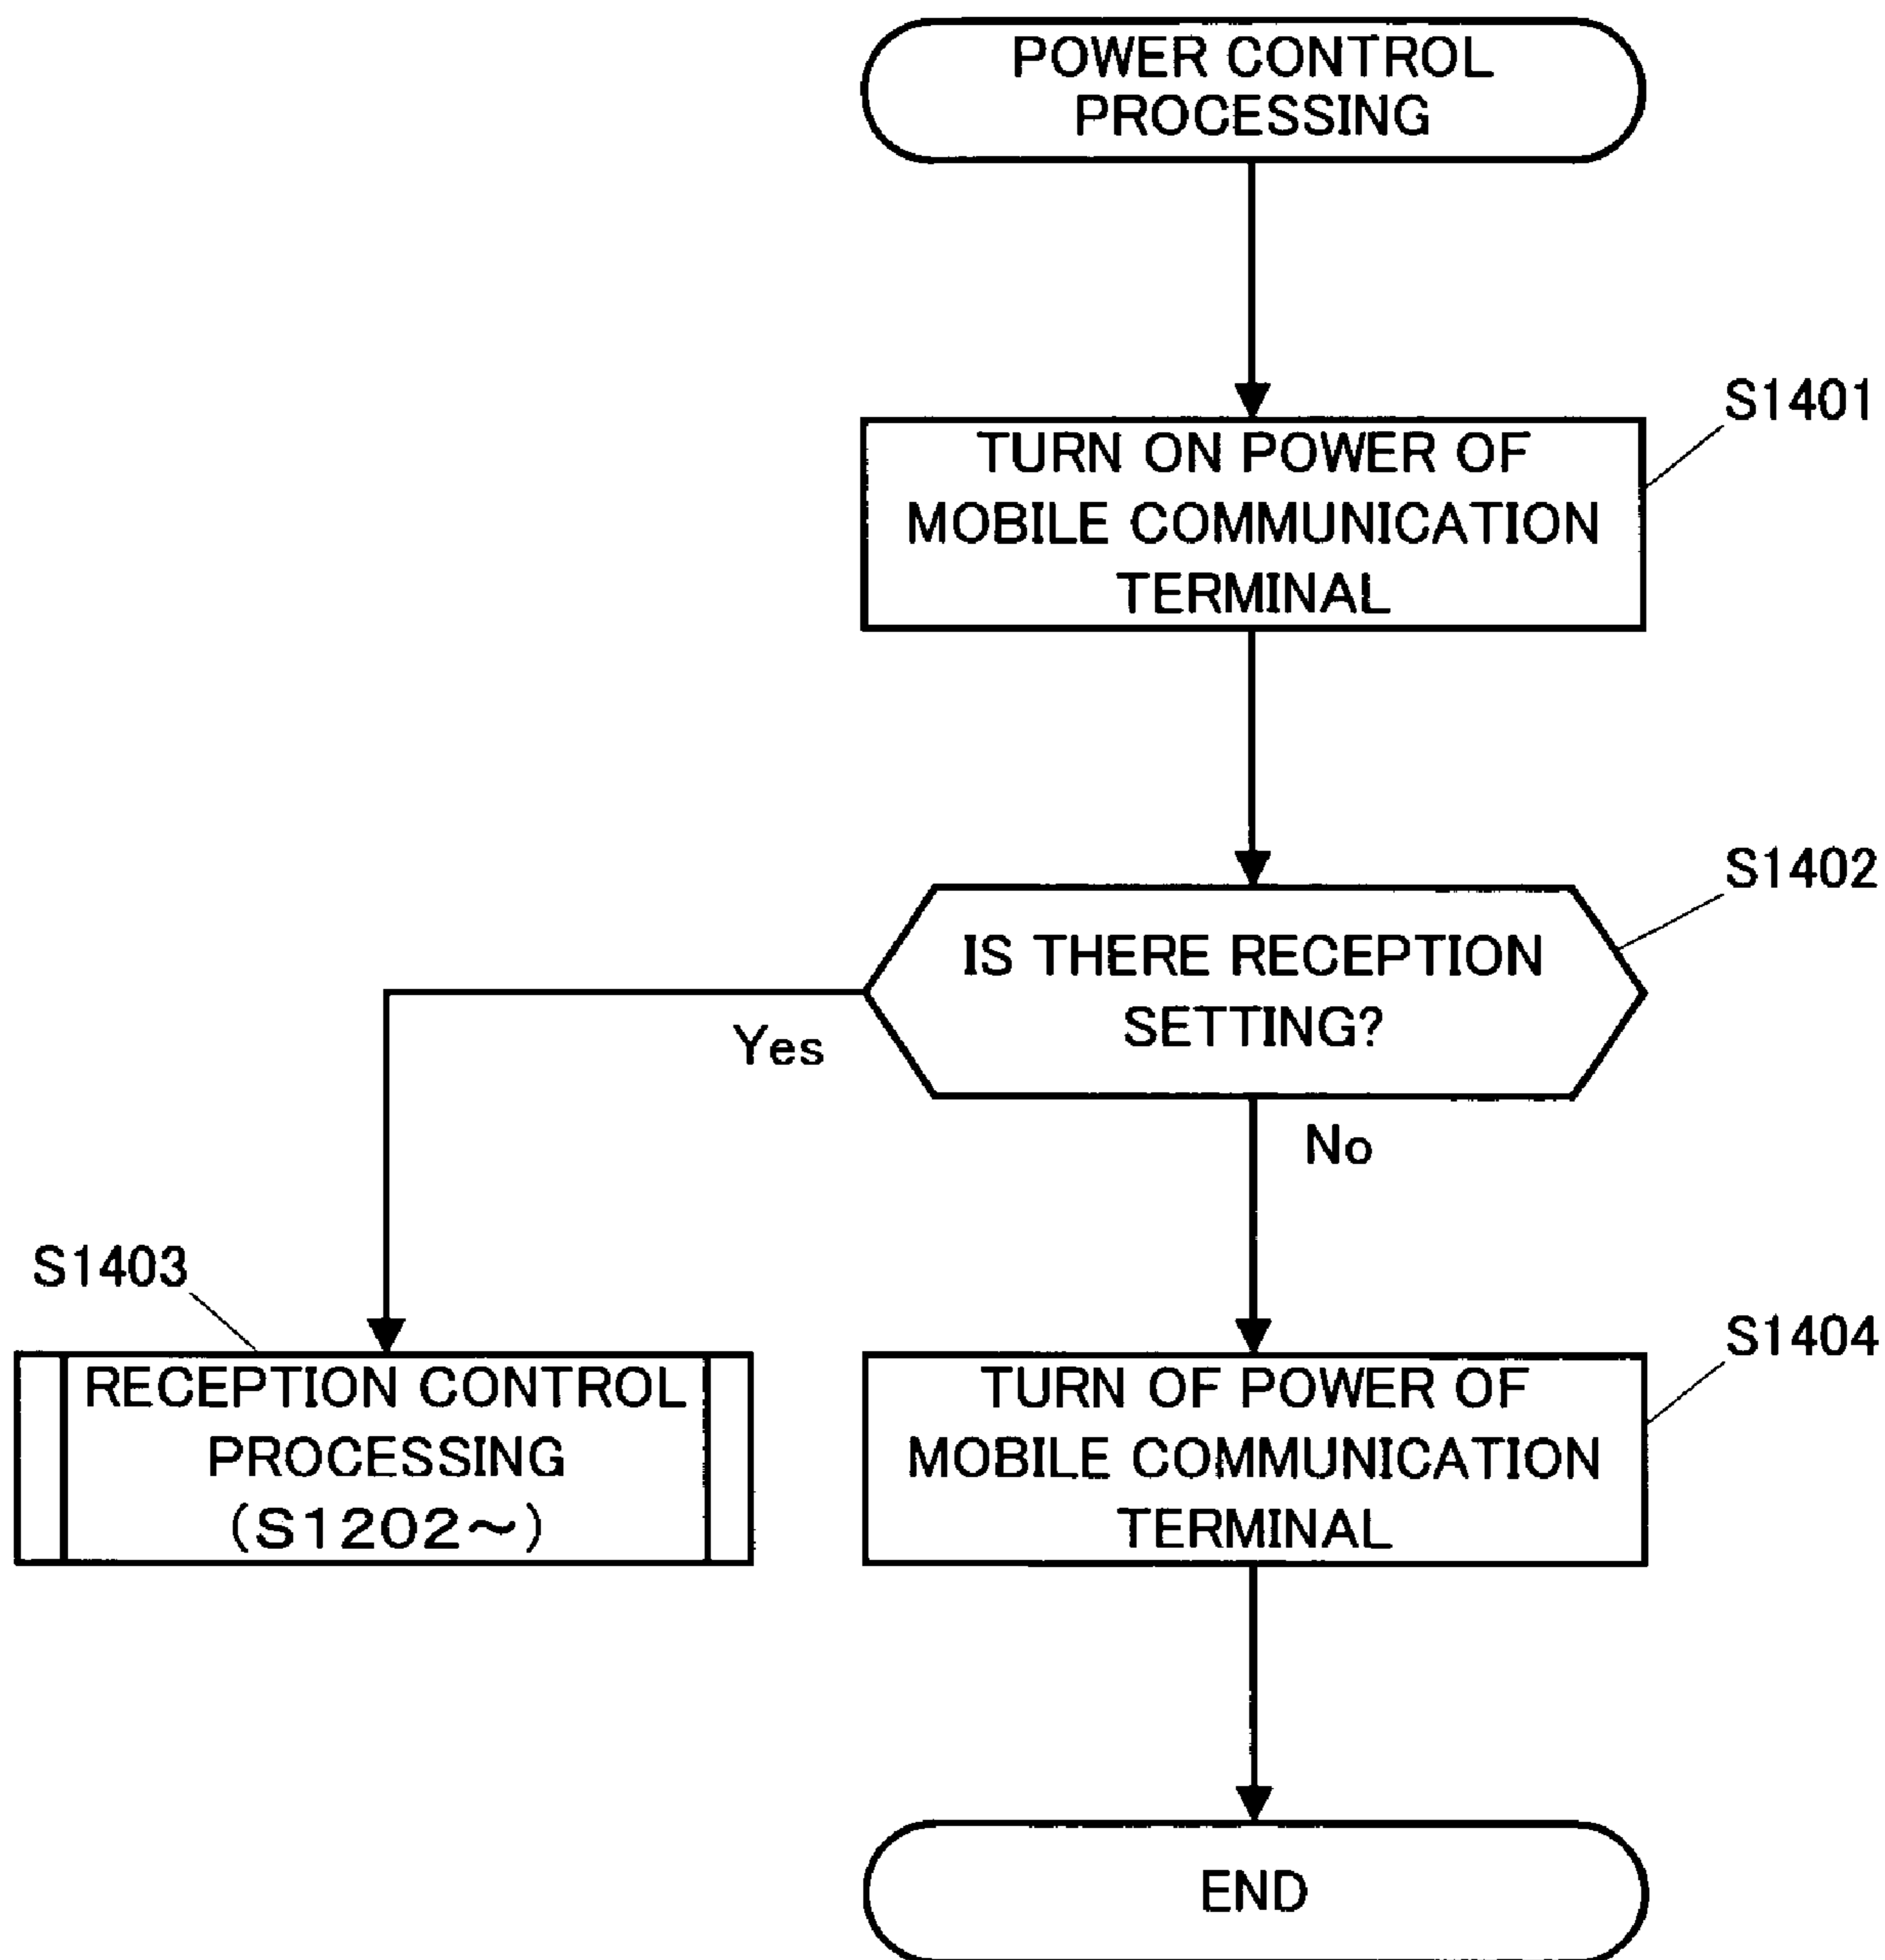 POWER CONTROL
PROCESSING
S1401
TURN ON POWER OF
MOBILE COMMUNICATION
TERMINAL
S1402
IS THERE RECEPTION
SETTING?
Yes
No
S1403
RECEPTION CONTROL
PROCESSING
(S1202~)
S1404
TURN OF POWER OF
MOBILE COMMUNICATION
TERMINAL
END